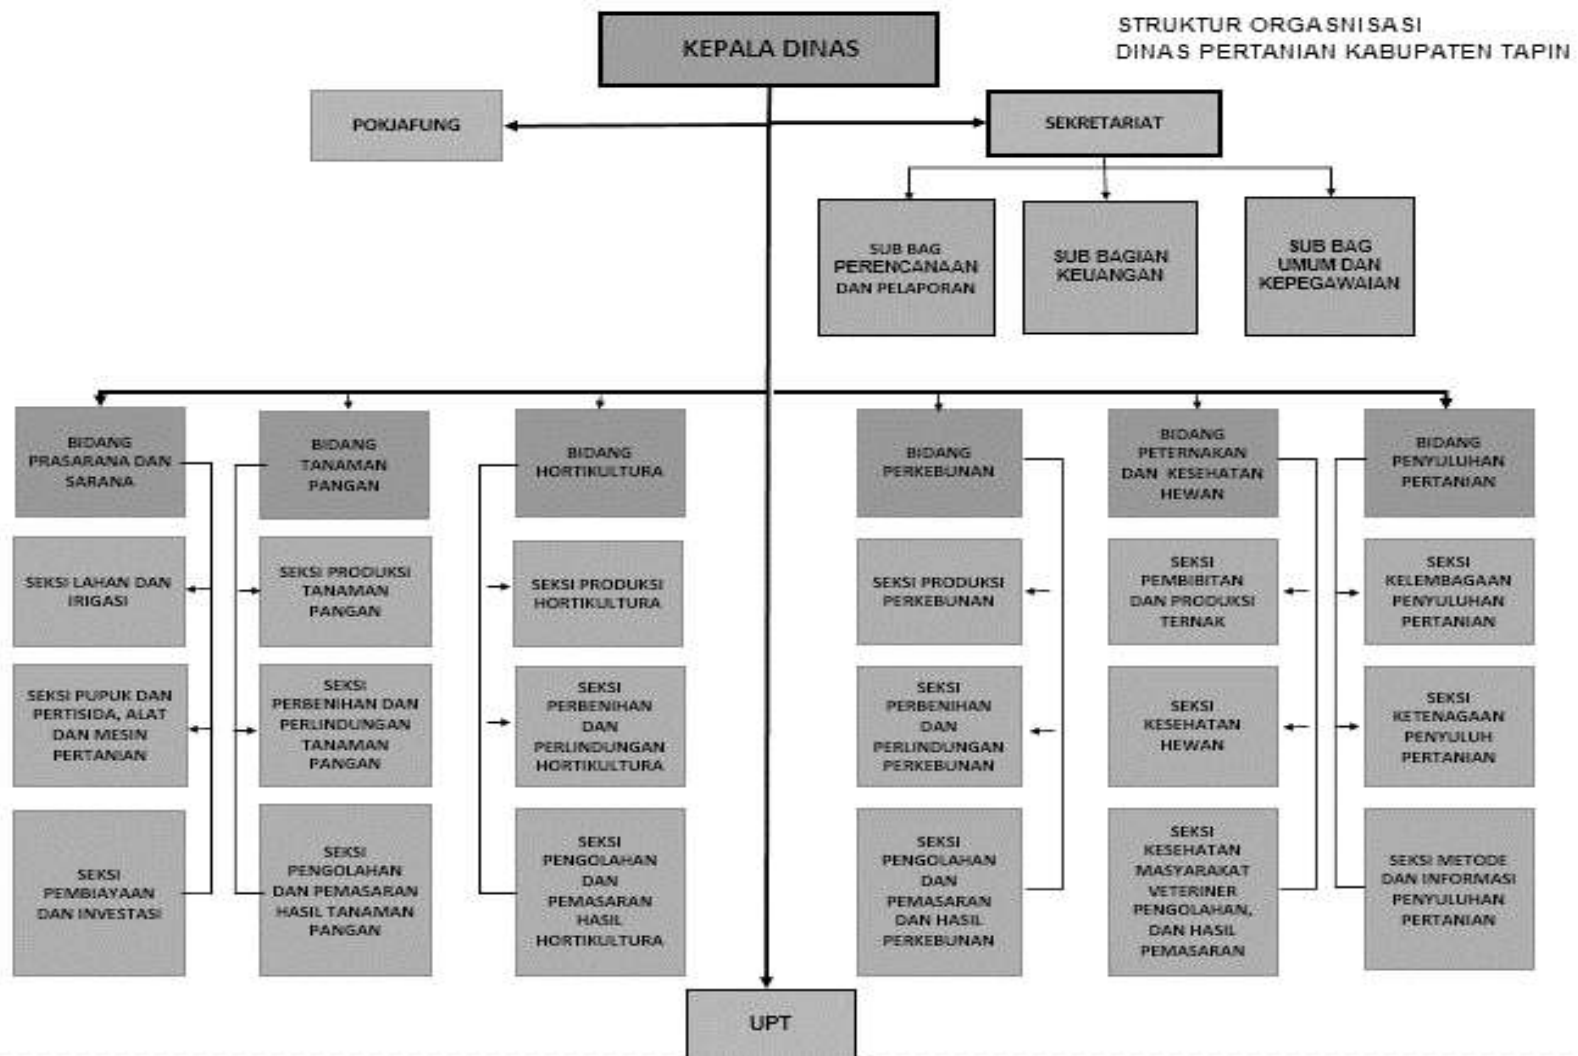 STRUKTUR ORGASNISASI
DINAS PERTANIAN KABUPATEN TAPIN
KEPALA DINAS
POKJAFUNG
SEKRETARIAT
SUB BAG
PERENCANAAN
DAN PELAPORAN
SUB BAGIAN
KEUANGAN
SUB BAG
UMUM DAN
KEPEGAWAIAN
BIDANG
PRASARANA DAN
SARANA
BIDANG
TANAMAN
PANGAN
BIDANG
HORTIKULTURA
BIDANG
PERKEBUNAN
BIDANG
PETERNAKAN
DAN KESEHATAN
HEWAN
BIDANG
PENYULUHAN
PERTANIAN
SEKSI LAHAN DAN
IRIGASI
SEKSI PRODUKSI
TANAMAN
PANGAN
SEKSI PRODUKSI
HORTIKULTURA
SEKSI PRODUKSI
PERKEBUNAN
SEKSI
PEMBIBITAN
DAN PRODUKSI
TERNAK
SEKSI
KELEMBAGAAN
PENYULUHAN
PERTANIAN
SEKSI PUPUK DAN
PERTISIDA, ALAT
DAN MESIN
PERTANIAN
SEKSI
PERBENIHAN DAN
PERLINDUNGAN
TANAMAN
PANGAN
SEKSI
PERBENIHAN
DAN
PERLINDUNGAN
HORTIKULTURA
SEKSI
PERBENIHAN
DAN
PERLINDUNGAN
PERKEBUNAN
SEKSI
KESEHATAN
HEWAN
SEKSI
KETENAGAAN
PENYULUH
PERTANIAN
SEKSI
PEMBIAYAAN
DAN INVESTASI
SEKSI
PENGOLAHAN
DAN PEMASARAN
HASIL TANAMAN
PANGAN
SEKSI
PENGOLAHAN
DAN
PEMASARAN
HASIL
HORTIKULTURA
SEKSI
PENGOLAHAN
DAN
PEMASARAN
DAN HASIL
PERKEBUNAN
SEKSI
KESEHATAN
MASYARAKAT
VETERINER
PENGOLAHAN,
DAN HASIL
PEMASARAN
SEKSI METODE
DAN INFORMASI
PENYULUHAN
PERTANIAN
UPT